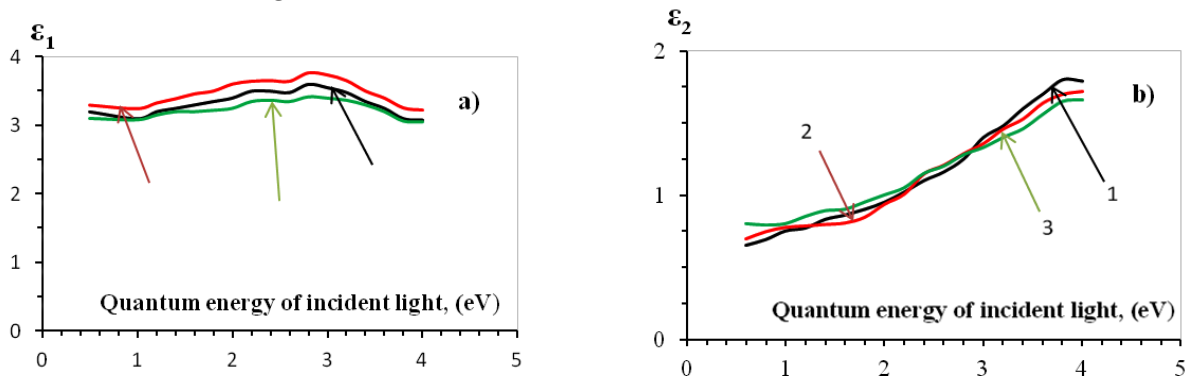 ε1
4
3
2
1
0
a)
Quantum energy of incident light, (eV)
0 1 2 3 4 5
ε2
2
1
0
b)
2
1
3
Quantum energy of incident light, (eV)
0 1 2 3 4 5